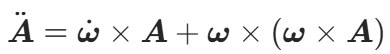 Ä = ω̇ × A + ω × (ω × A)